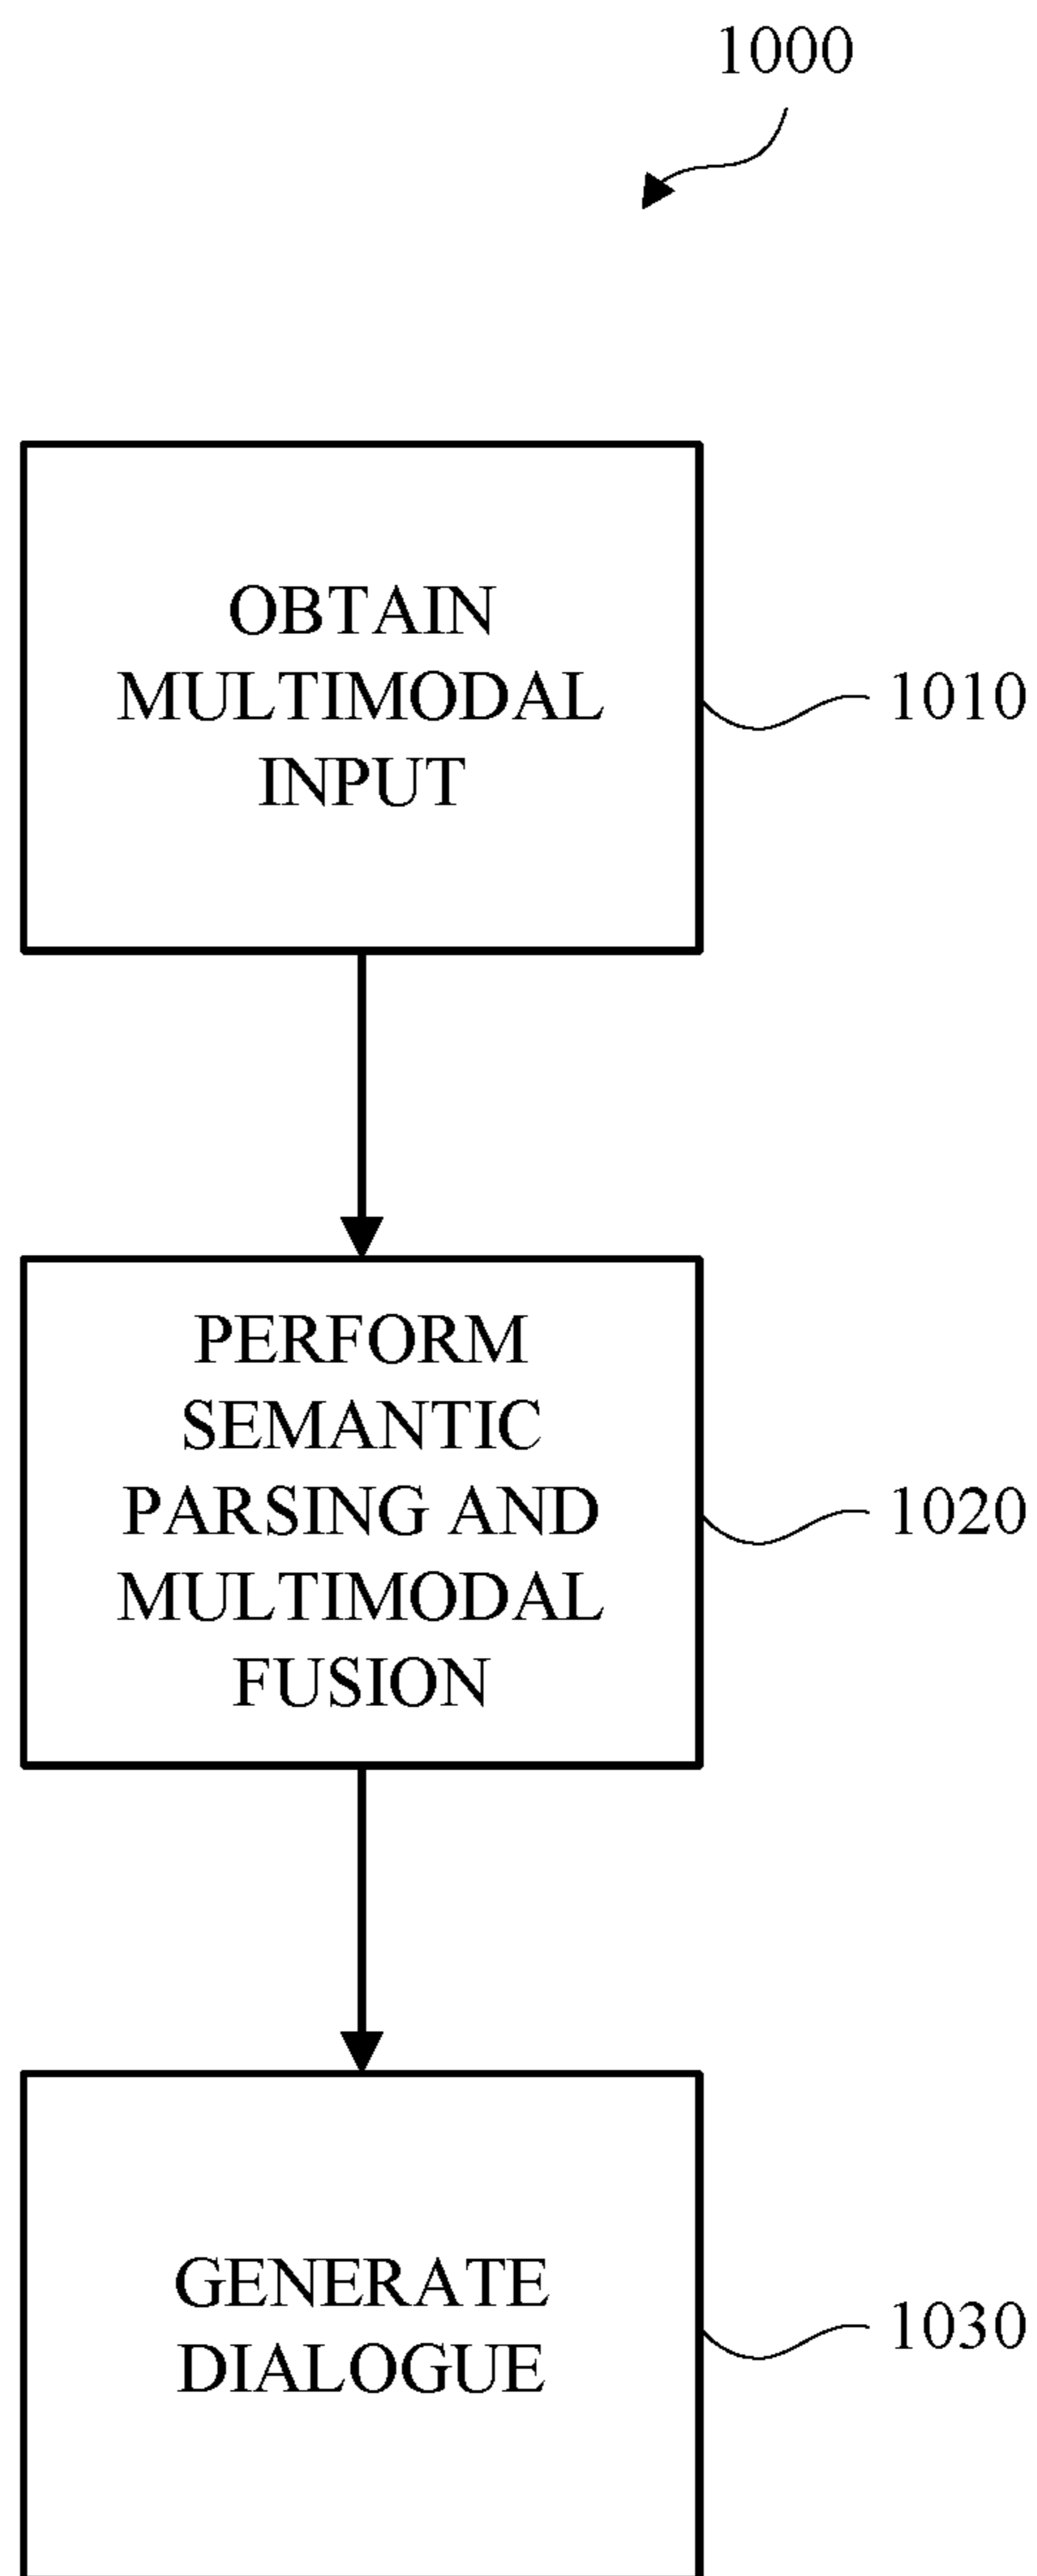 1000
OBTAIN
MULTIMODAL
INPUT
1010
PERFORM
SEMANTIC
PARSING AND
MULTIMODAL
FUSION
1020
GENERATE
DIALOGUE
1030